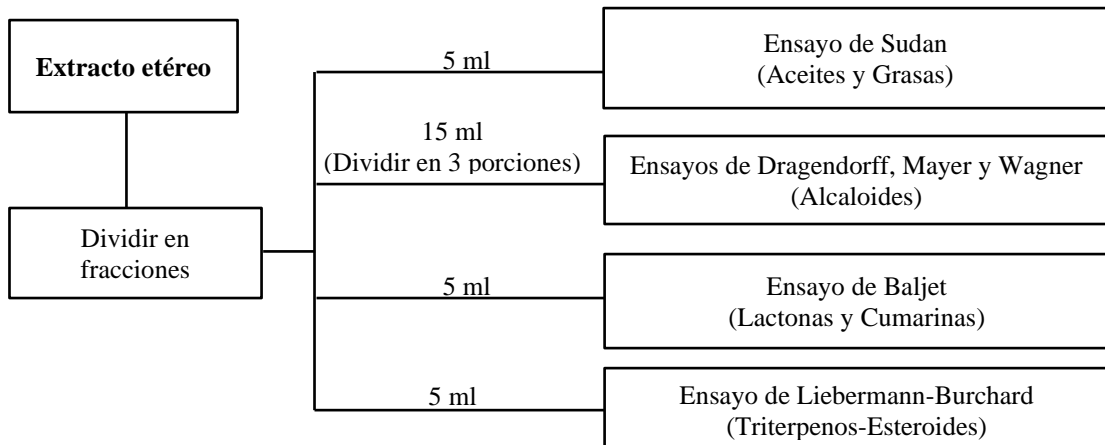 Extracto etéreo
Dividir en
fracciones
5 ml
Ensayo de Sudan
(Aceites y Grasas)
15 ml
(Dividir en 3 porciones)
Ensayos de Dragendorff, Mayer y Wagner
(Alcaloides)
5 ml
Ensayo de Baljet
(Lactonas y Cumarinas)
5 ml
Ensayo de Liebermann-Burchard
(Triterpenos-Esteroides)